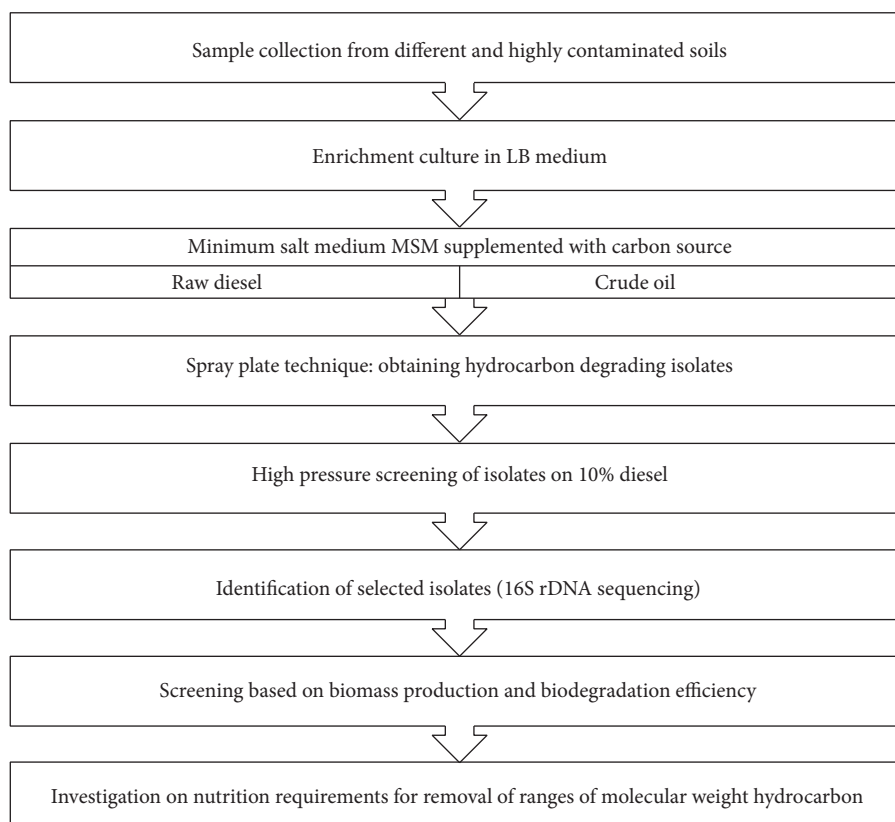 Sample collection from different and highly contaminated soils
Enrichment culture in LB medium
Minimum salt medium MSM supplemented with carbon source
Raw diesel
Crude oil
Spray plate technique: obtaining hydrocarbon degrading isolates
High pressure screening of isolates on 10% diesel
Identification of selected isolates (16S rDNA sequencing)
Screening based on biomass production and biodegradation efficiency
Investigation on nutrition requirements for removal of ranges of molecular weight hydrocarbon